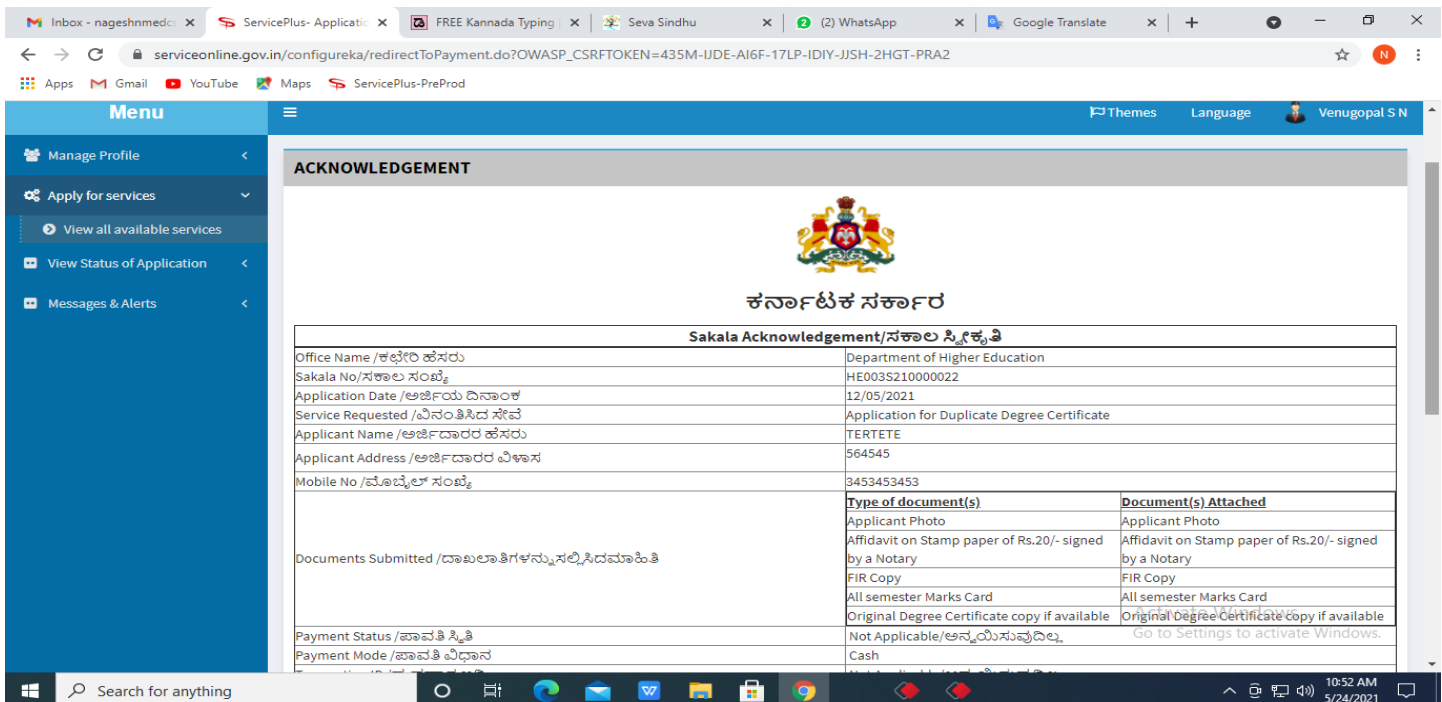 Inbox - nageshnmedcs
ServicePlus- Applicatio
FREE Kannada Typing
Seva Sindhu
(2) WhatsApp
Google Translate
serviceonline.gov.in/configureka/redirectToPayment.do?OWASP_CSRFTOKEN=435M-IJDE-AI6F-17LP-IDIY-JJSH-2HGT-PRA2
N
Apps Gmail YouTube Maps ServicePlus-PreProd
Menu
Themes Language Venugopal S N
Manage Profile
Apply for services
View all available services
View Status of Application
Messages & Alerts
ACKNOWLEDGEMENT
ಕರ್ನಾಟಕ ಸರ್ಕಾರ
Sakala Acknowledgement/ಸಕಾಲ ಸ್ವೀಕೃತಿ
Office Name /ಕಛೇರಿ ಹೆಸರು Department of Higher Education
Sakala No/ಸಕಾಲ ಸಂಖ್ಯೆ HE003S210000022
Application Date /ಅರ್ಜಿಯ ದಿನಾಂಕ 12/05/2021
Service Requested /ವಿನಂತಿಸಿದ ಸೇವೆ Application for Duplicate Degree Certificate
Applicant Name /ಅರ್ಜಿದಾರರ ಹೆಸರು TERTETE
Applicant Address /ಅರ್ಜಿದಾರರ ವಿಳಾಸ 564545
Mobile No /ಮೊಬೈಲ್ ಸಂಖ್ಯೆ 3453453453
Documents Submitted /ದಾಖಲಾತಿಗಳನ್ನು ಸಲ್ಲಿಸಿದಮಾಹಿತಿ
Type of document(s) Document(s) Attached
Applicant Photo Applicant Photo
Affidavit on Stamp paper of Rs.20/- signed Affidavit on Stamp paper of Rs.20/- signed
by a Notary by a Notary
FIR Copy FIR Copy
All semester Marks Card All semester Marks Card
Original Degree Certificate copy if available Original Degree Certificate copy if available
Payment Status /ಪಾವತಿ ಸ್ಥಿತಿ Not Applicable/ಅನ್ವಯಿಸುವುದಿಲ್ಲ
Payment Mode /ಪಾವತಿ ವಿಧಾನ Cash
Activate Windows
Go to Settings to activate Windows.
Search for anything
10:52 AM
5/24/2021